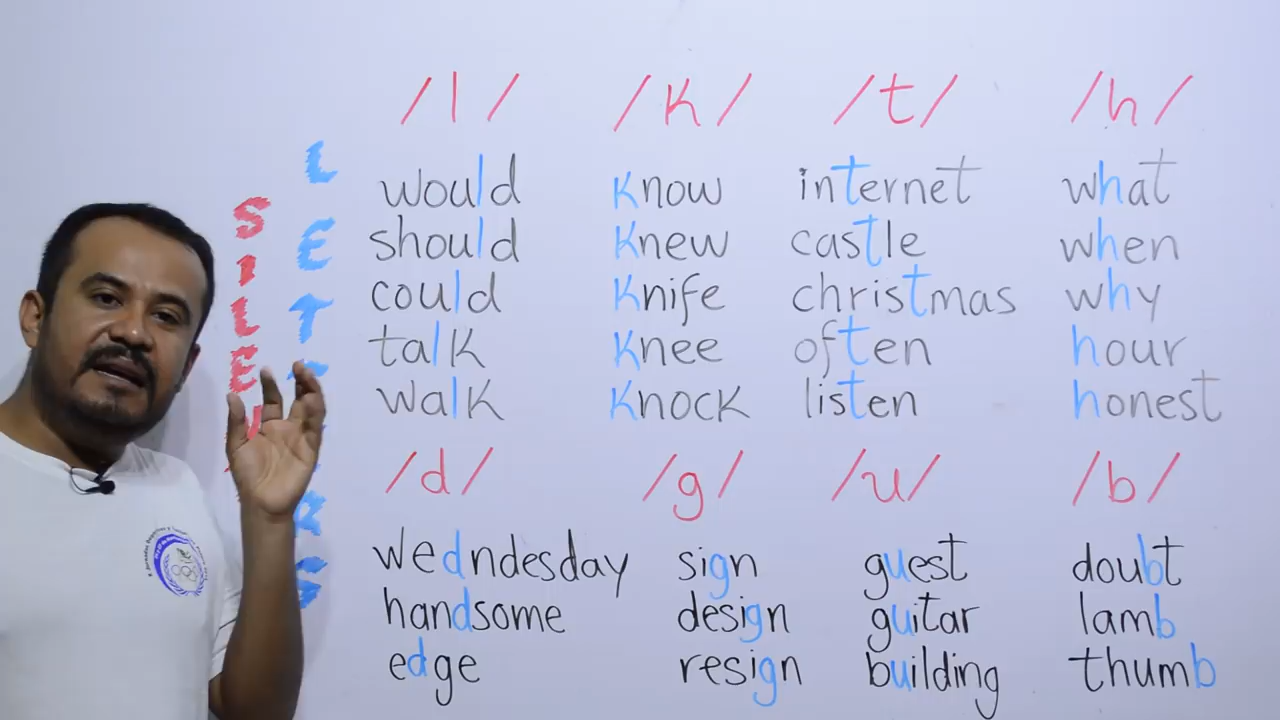 SILENT
LETTERS
/l/ /k/ /t/ /h/
would know internet what
should knew castle when
could knife christmas why
talk knee often hour
walk knock listen honest
/d/ /g/ /u/ /b/
wedndesday sign guest doubt
handsome design guitar lamb
edge resign building thumb